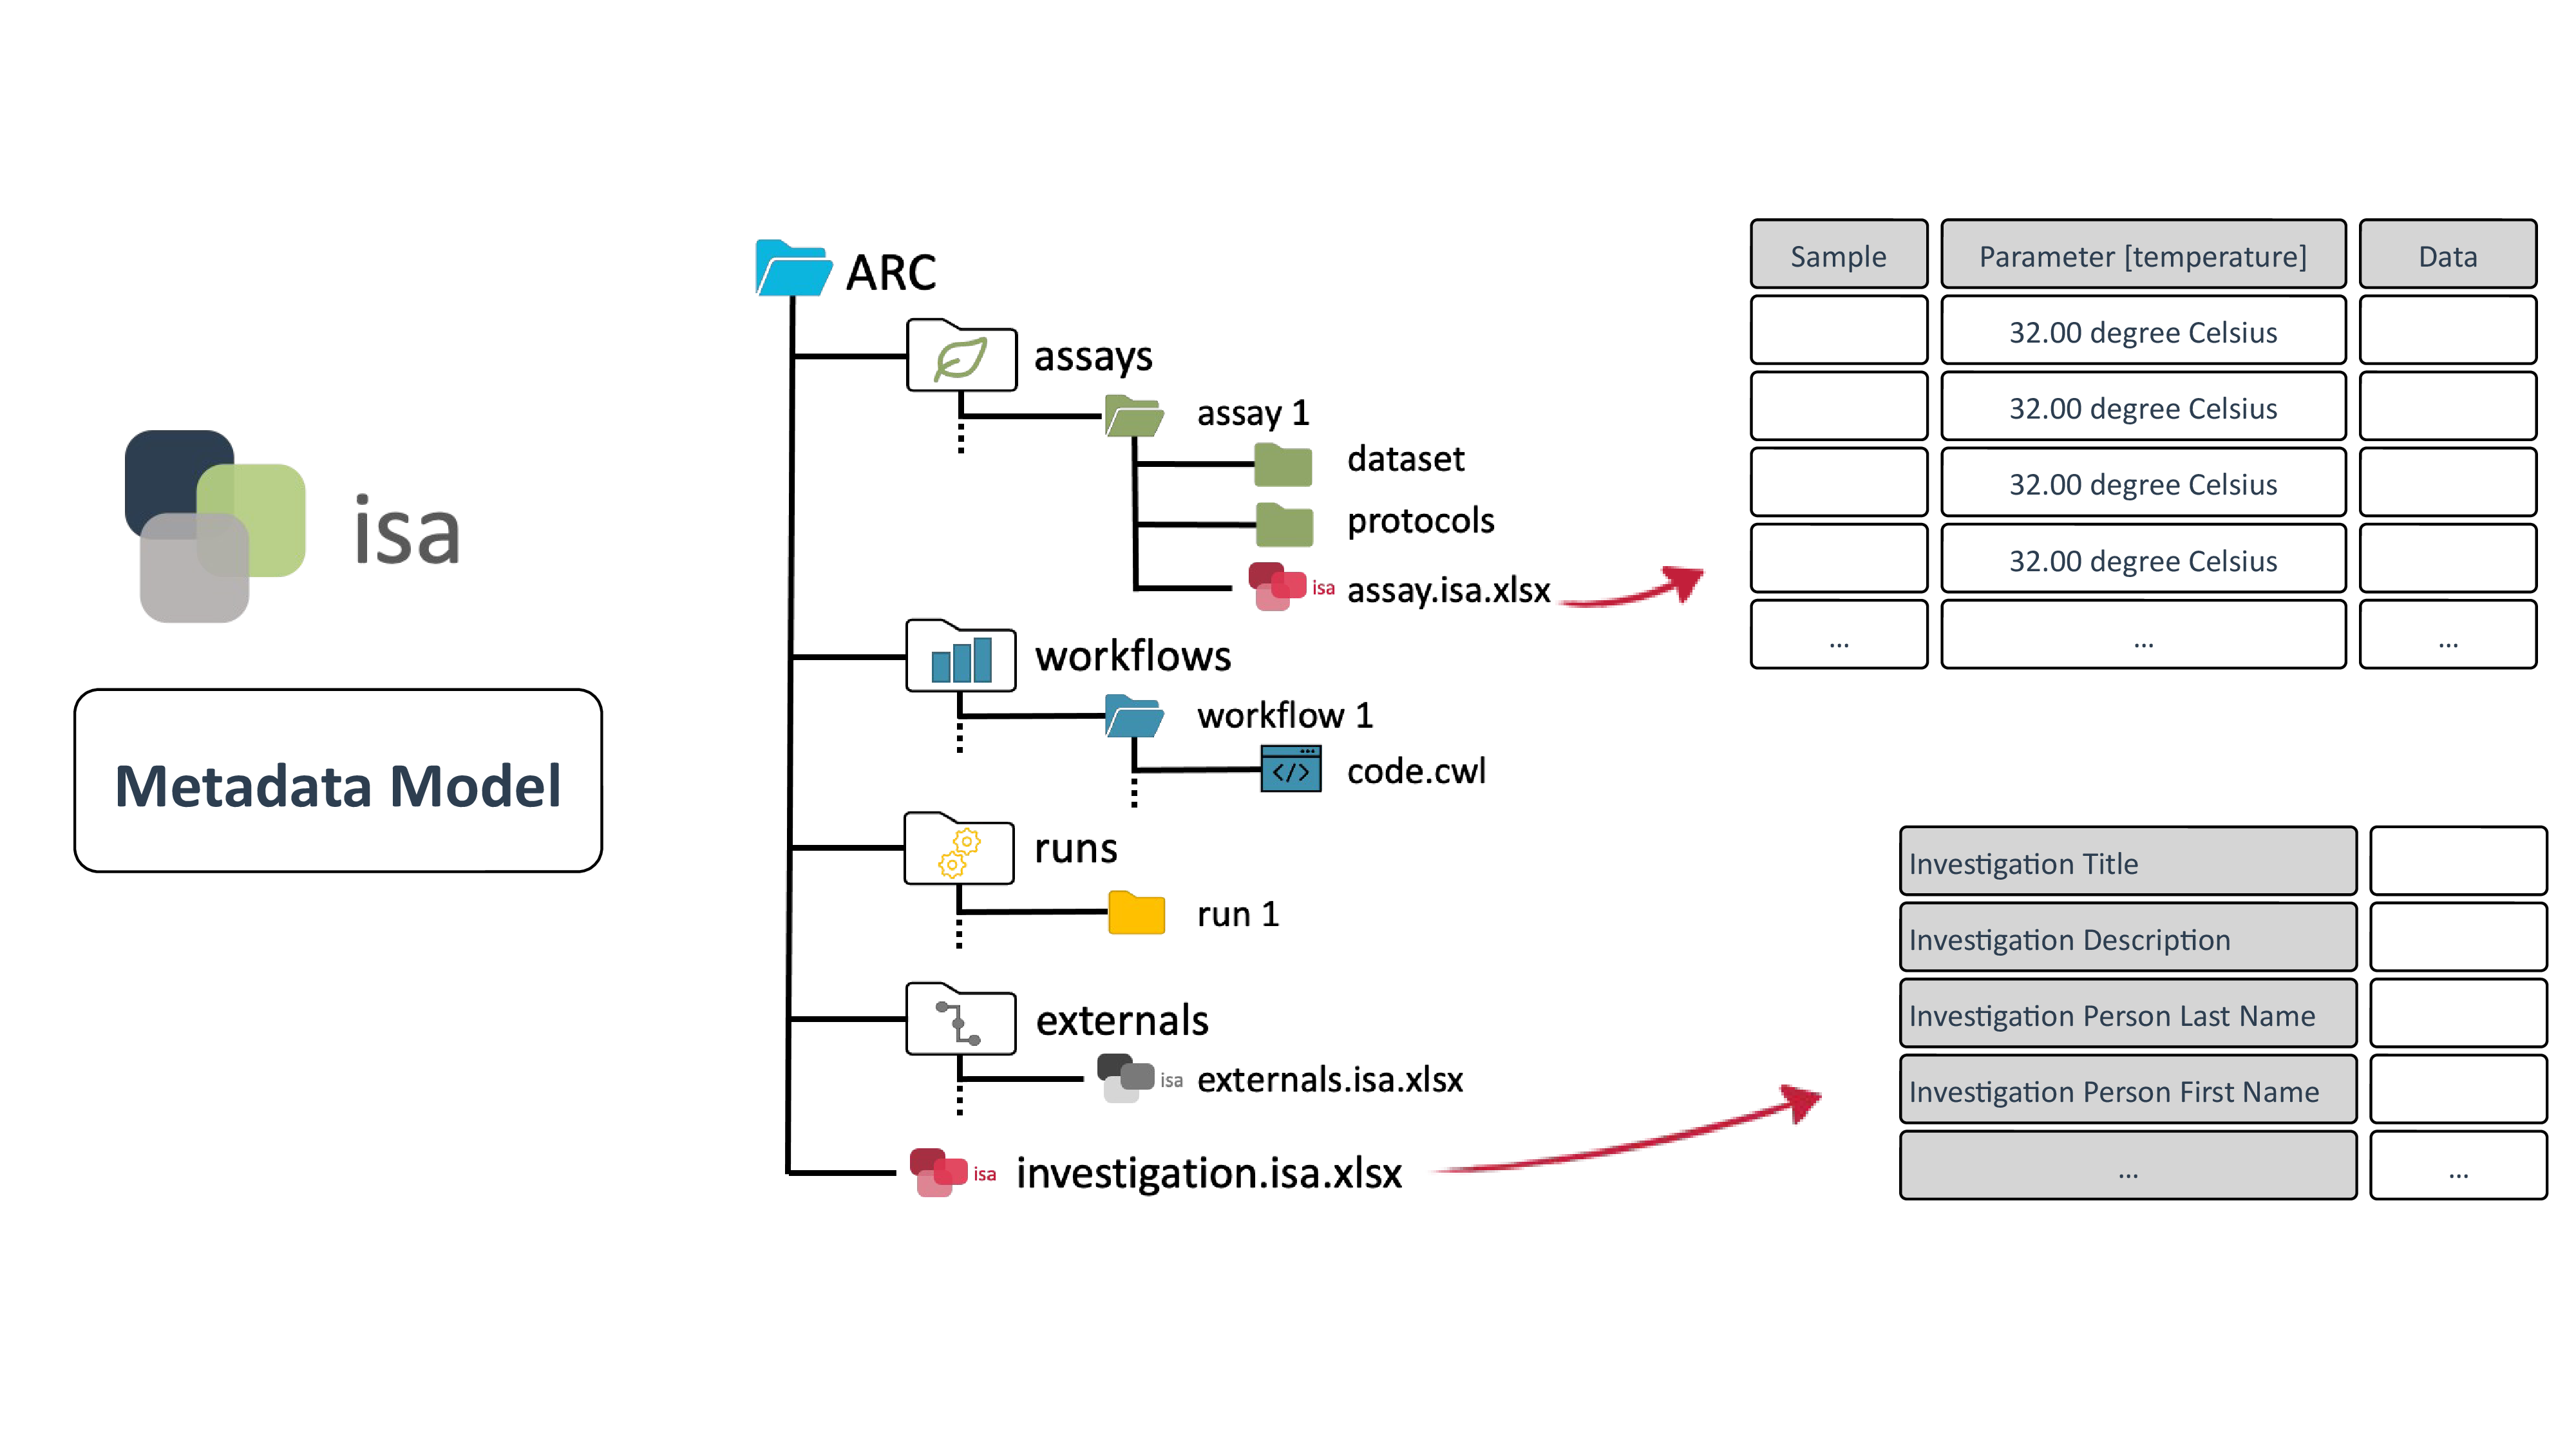 isa
Metadata Model
ARC
assays
assay 1
dataset
protocols
isa assay.isa.xlsx
workflows
workflow 1
</>
code.cwl
runs
run 1
externals
isa externals.isa.xlsx
isa investigation.isa.xlsx
Sample Parameter [temperature] Data
32.00 degree Celsius
32.00 degree Celsius
32.00 degree Celsius
32.00 degree Celsius
... ... ...
Investigation Title
Investigation Description
Investigation Person Last Name
Investigation Person First Name
... ...